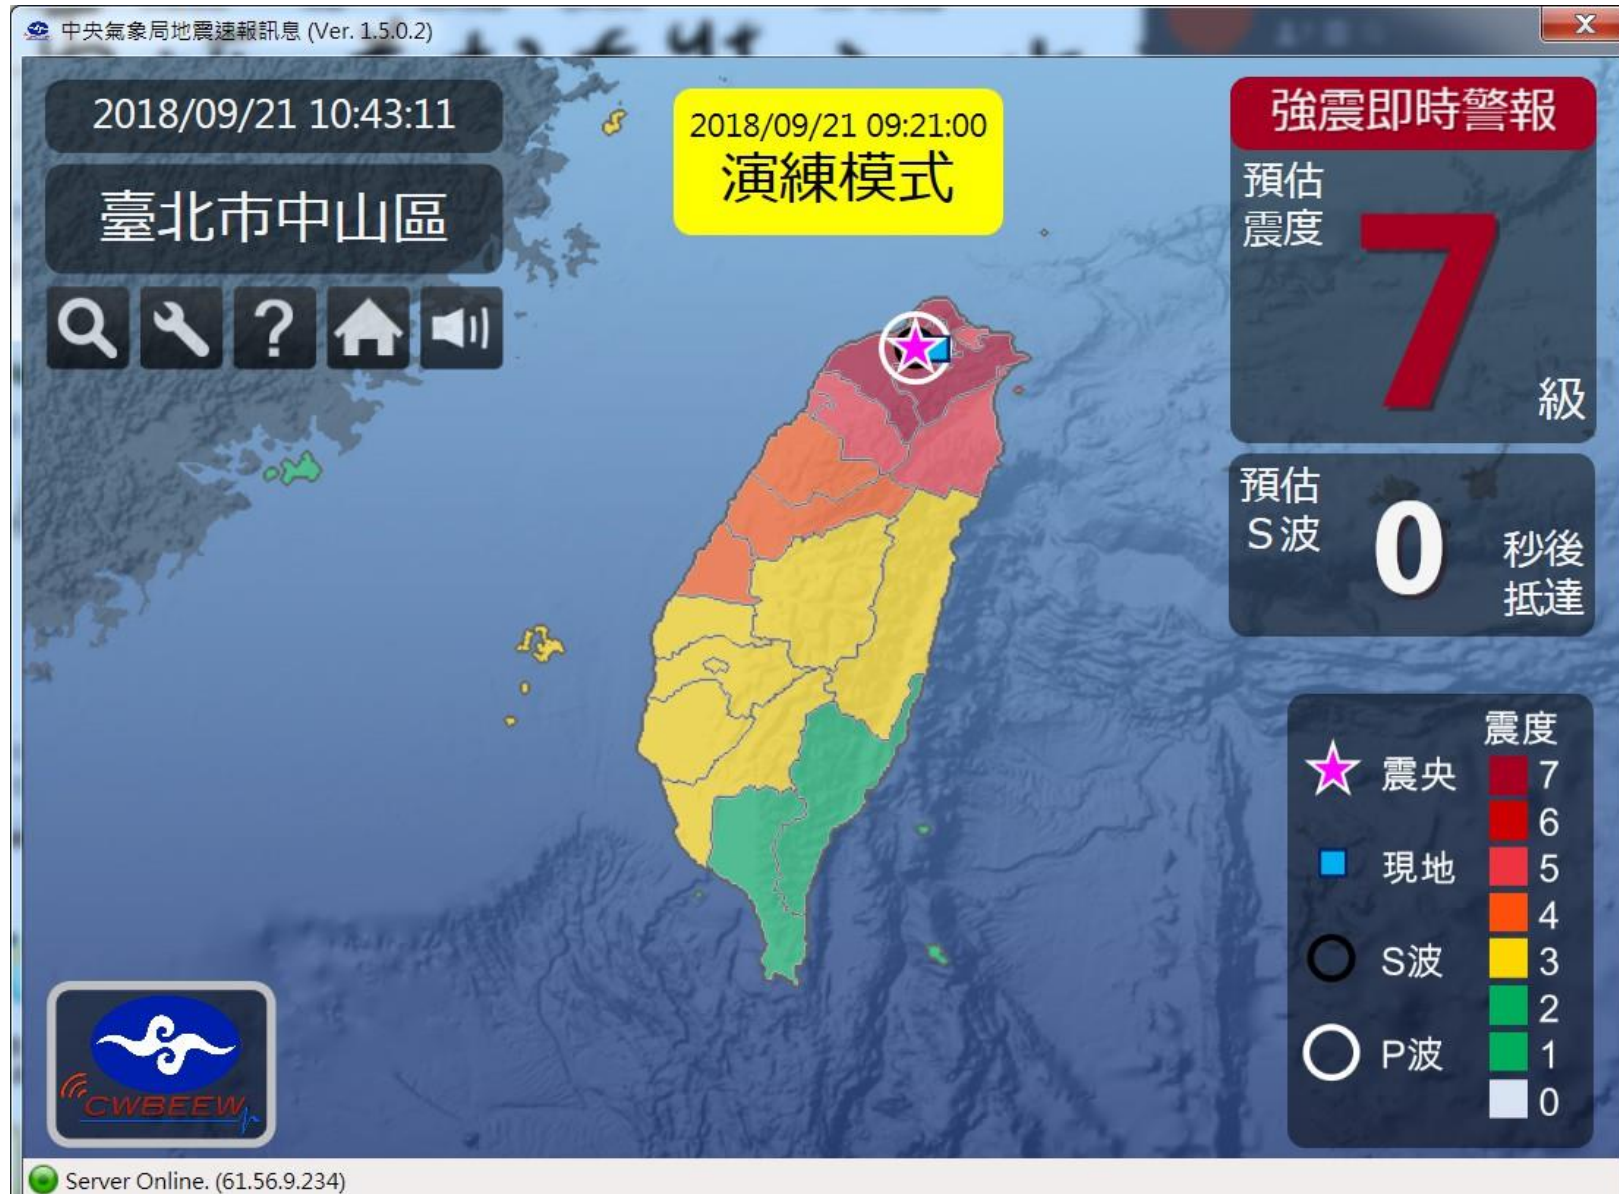 中央氣象局地震速報訊息 (Ver. 1.5.0.2)
X
2018/09/21 10:43:11
臺北市中山區
?
2018/09/21 09:21:00
演練模式
強震即時警報
預估
震度
7
級
預估
S波
0
秒後
抵達
震度
震央
現地
S波
P波
7
6
5
4
3
2
1
0
CWBEEW
Server Online. (61.56.9.234)